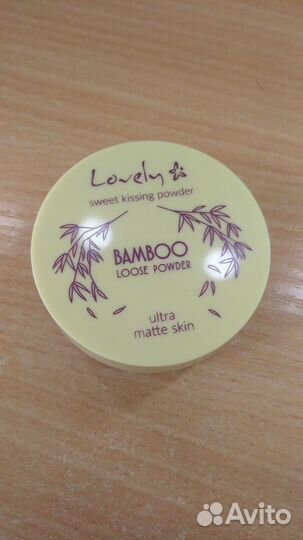 Lovely
sweet kissing powder
BAMBOO
LOOSE POWDER
ultra
matte skin
Avito